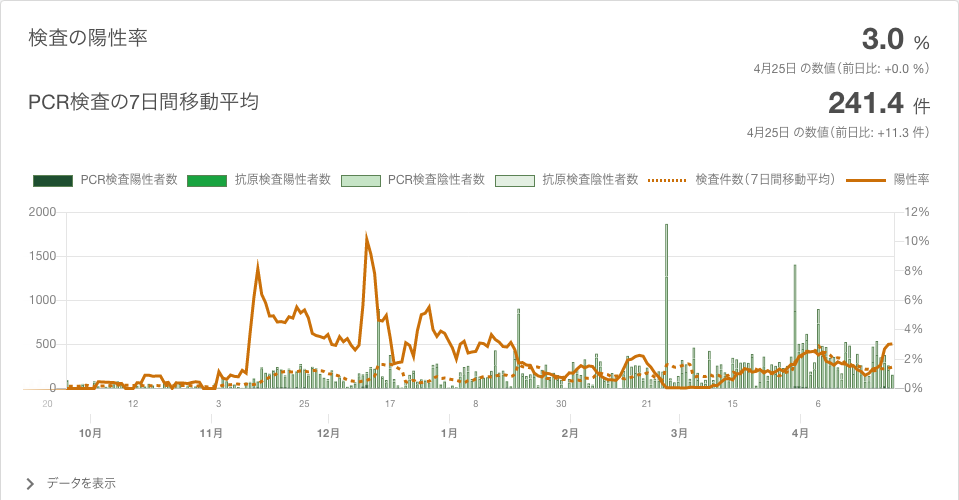 検査の陽性率
3.0 %
4月25日 の数値（前日比: +0.0 %）
PCR検査の7日間移動平均
241.4 件
4月25日 の数値（前日比: +11.3 件）
PCR検査陽性者数 抗原検査陽性者数 PCR検査陰性者数 抗原検査陰性者数 検査件数（7日間移動平均） 陽性率
2000 12%
10%
1500
8%
1000 6%
4%
500
2%
0 0%
20 12 3 25 17 8 30 21 15 6
10月 11月 12月 1月 2月 3月 4月
データを表示